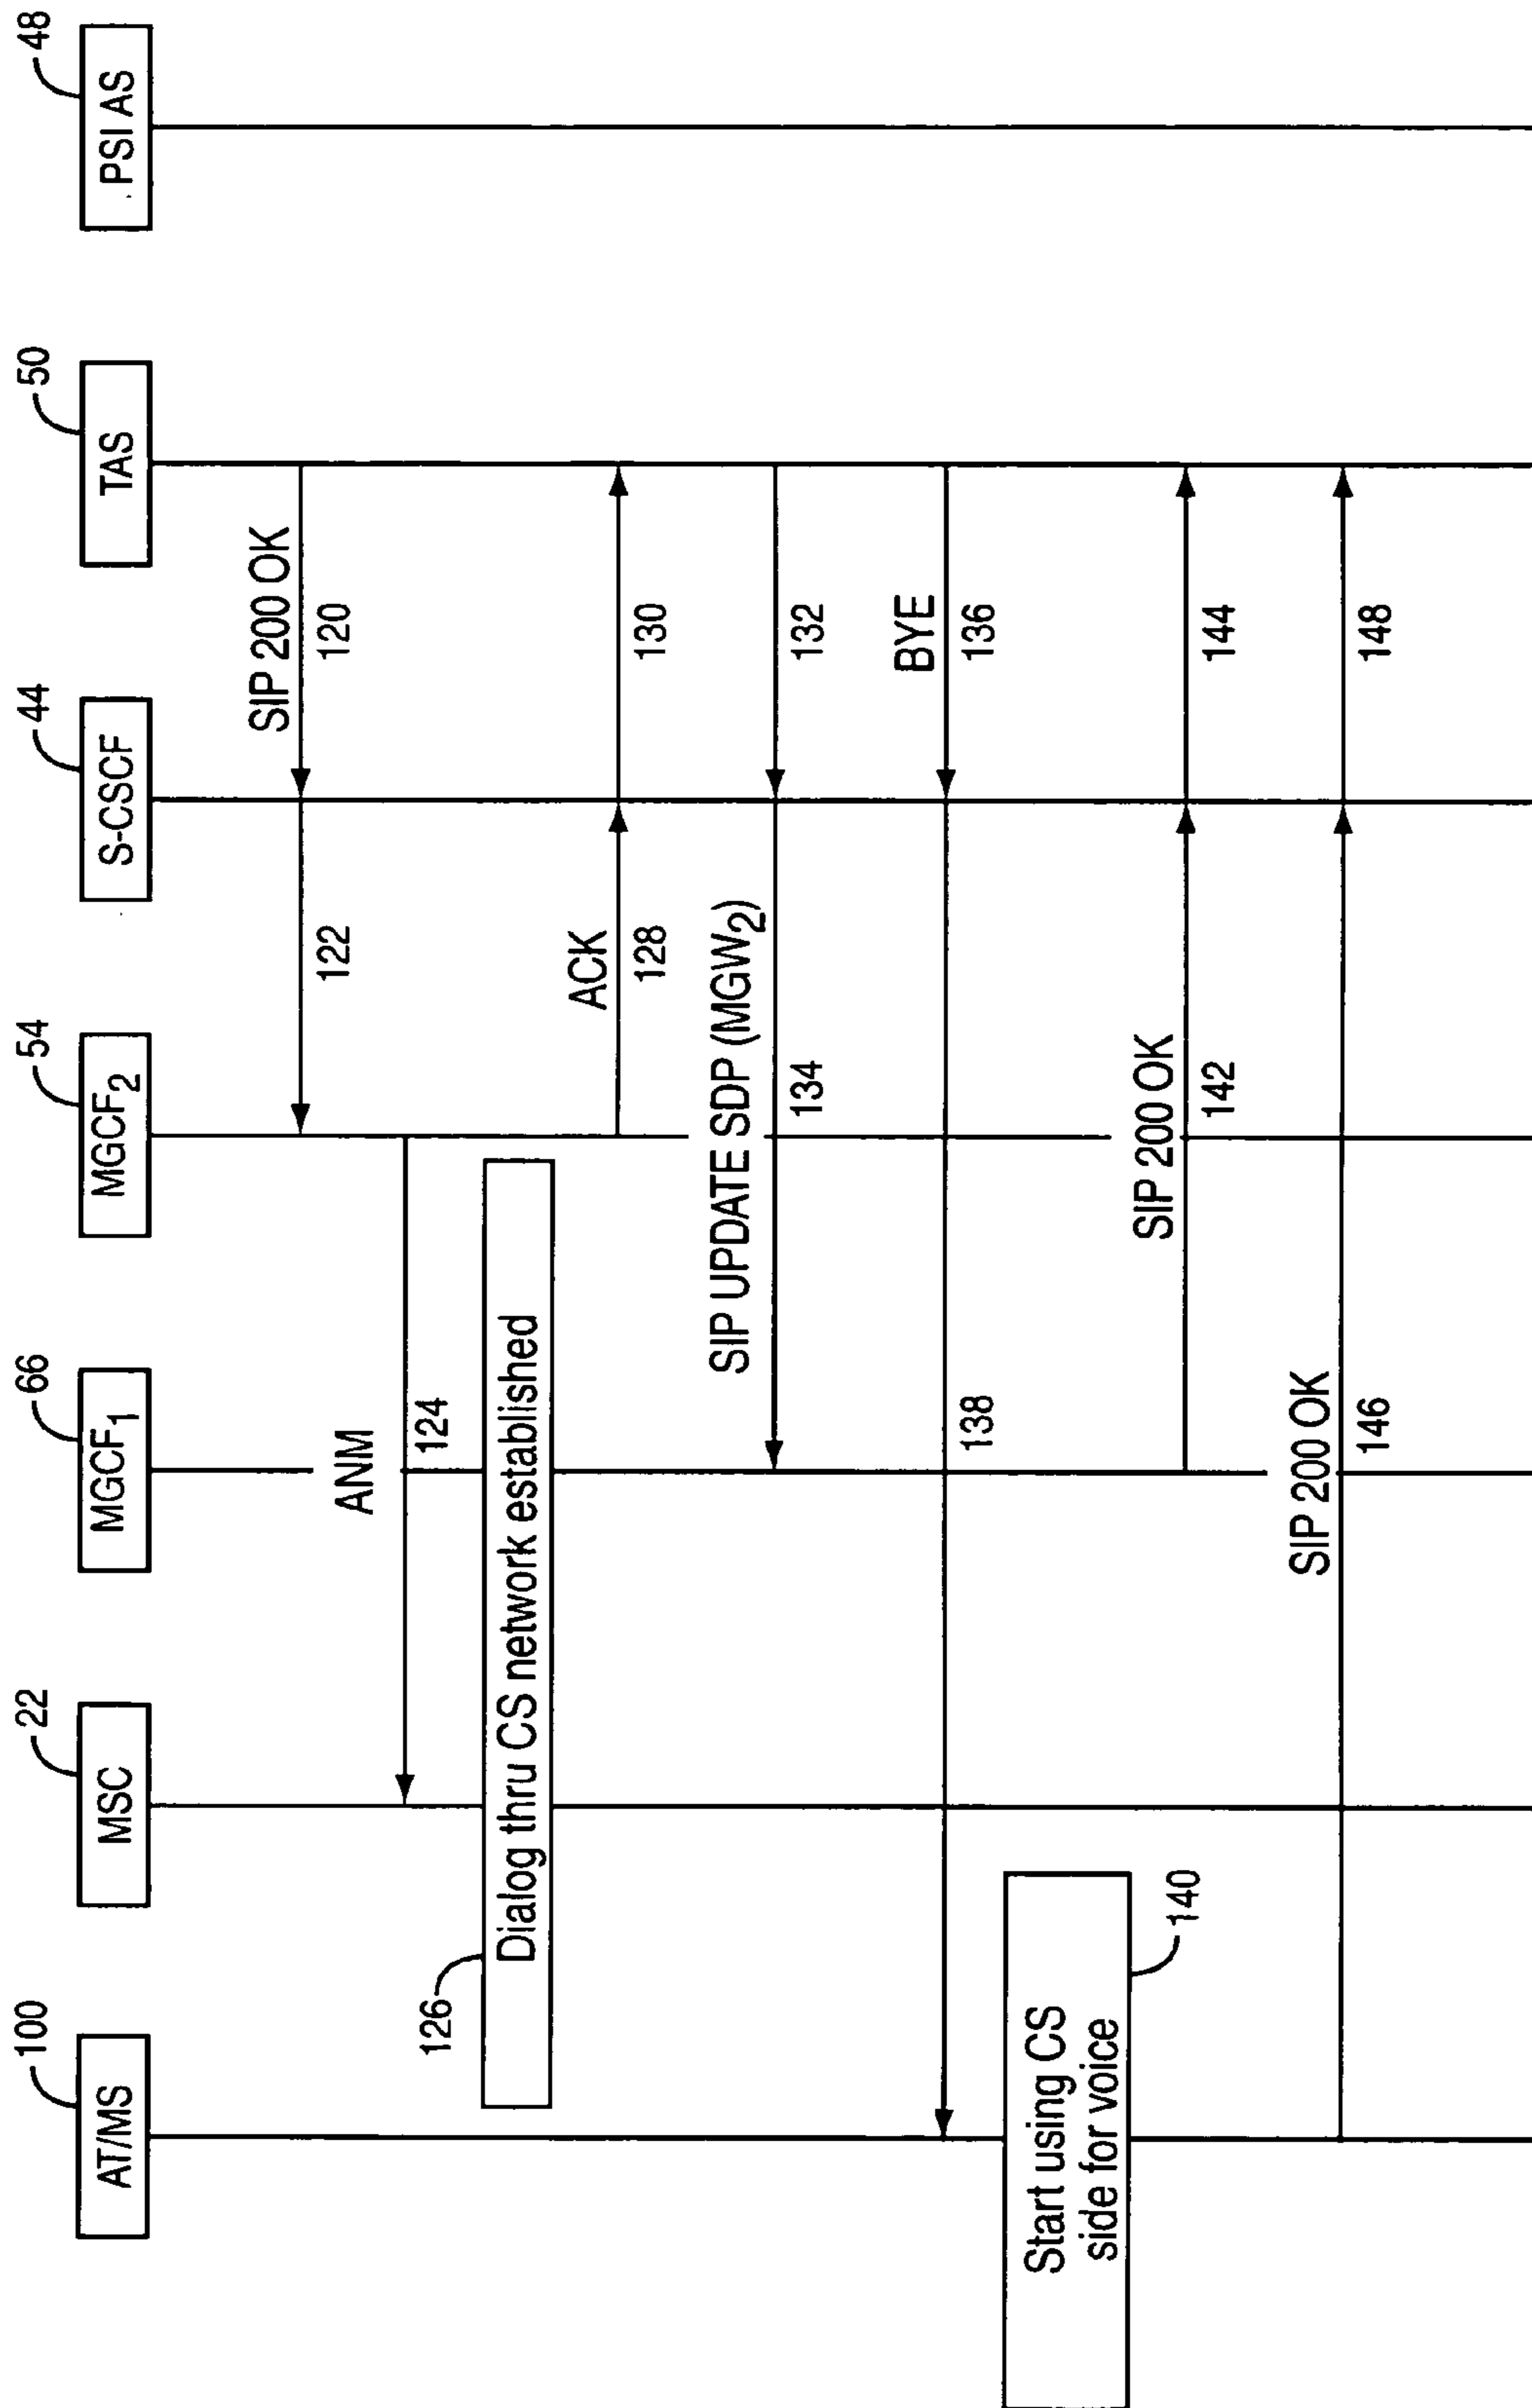 100
22
66
54
44
50
48
AT/MS
MSC
MGCF1
MGCF2
S-CSCF
TAS
PSI AS
SIP 200 OK
122
120
ANM
124
126
Dialog thru CS network established
ACK
128
130
SIP UPDATE SDP (MGW2)
134
132
BYE
138
136
Start using CS
side for voice
140
SIP 200 OK
142
144
SIP 200 OK
146
148